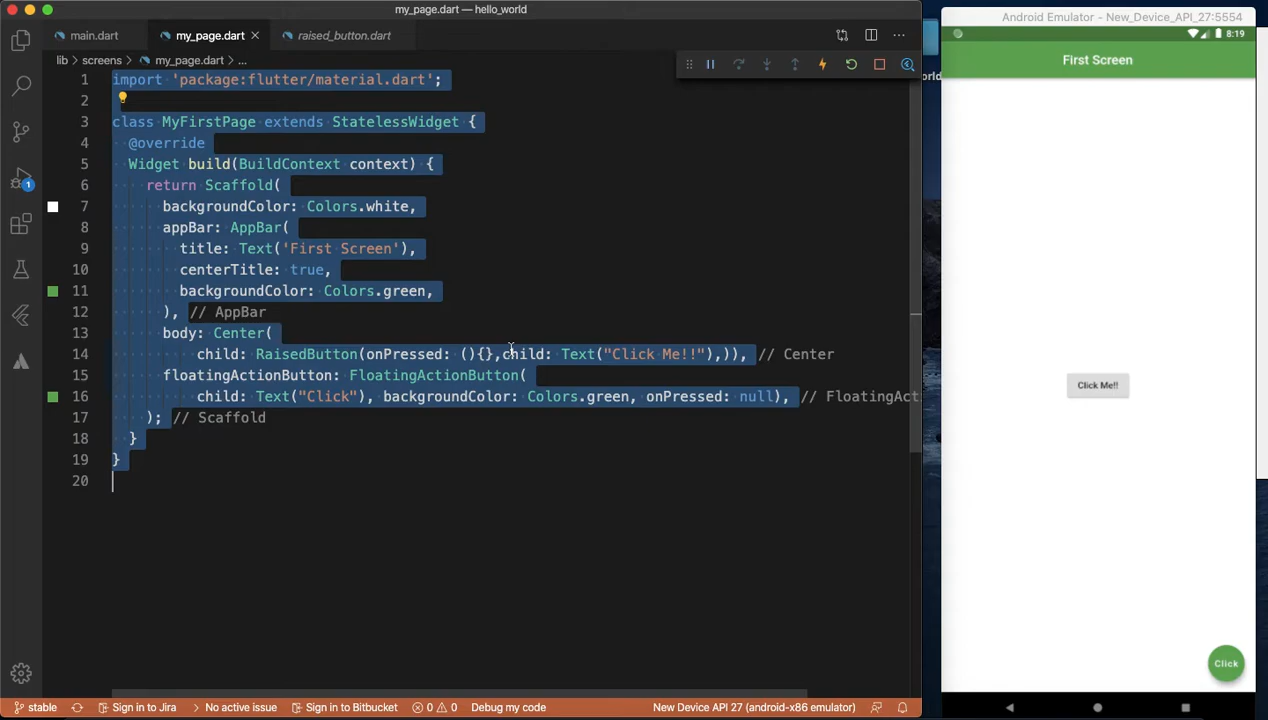 my_page.dart — hello_world
main.dart
my_page.dart
raised_button.dart
lib > screens > my_page.dart > ...
1 import 'package:flutter/material.dart';
2
3 class MyFirstPage extends StatelessWidget {
4 @override
5 Widget build(BuildContext context) {
6 return Scaffold(
7 backgroundColor: Colors.white,
8 appBar: AppBar(
9 title: Text('First Screen'),
10 centerTitle: true,
11 backgroundColor: Colors.green,
12 ), // AppBar
13 body: Center(
14 child: RaisedButton(onPressed: (){},child: Text("Click Me!!"),)), // Center
15 floatingActionButton: FloatingActionButton(
16 child: Text("Click"), backgroundColor: Colors.green, onPressed: null), // FloatingAct
17 ); // Scaffold
18 }
19 }
20
1
stable
Sign in to Jira
No active issue
Sign in to Bitbucket
0
0
Debug my code
New Device API 27 (android-x86 emulator)
Android Emulator - New_Device_API_27:5554
8:19
First Screen
Click Me!!
Click